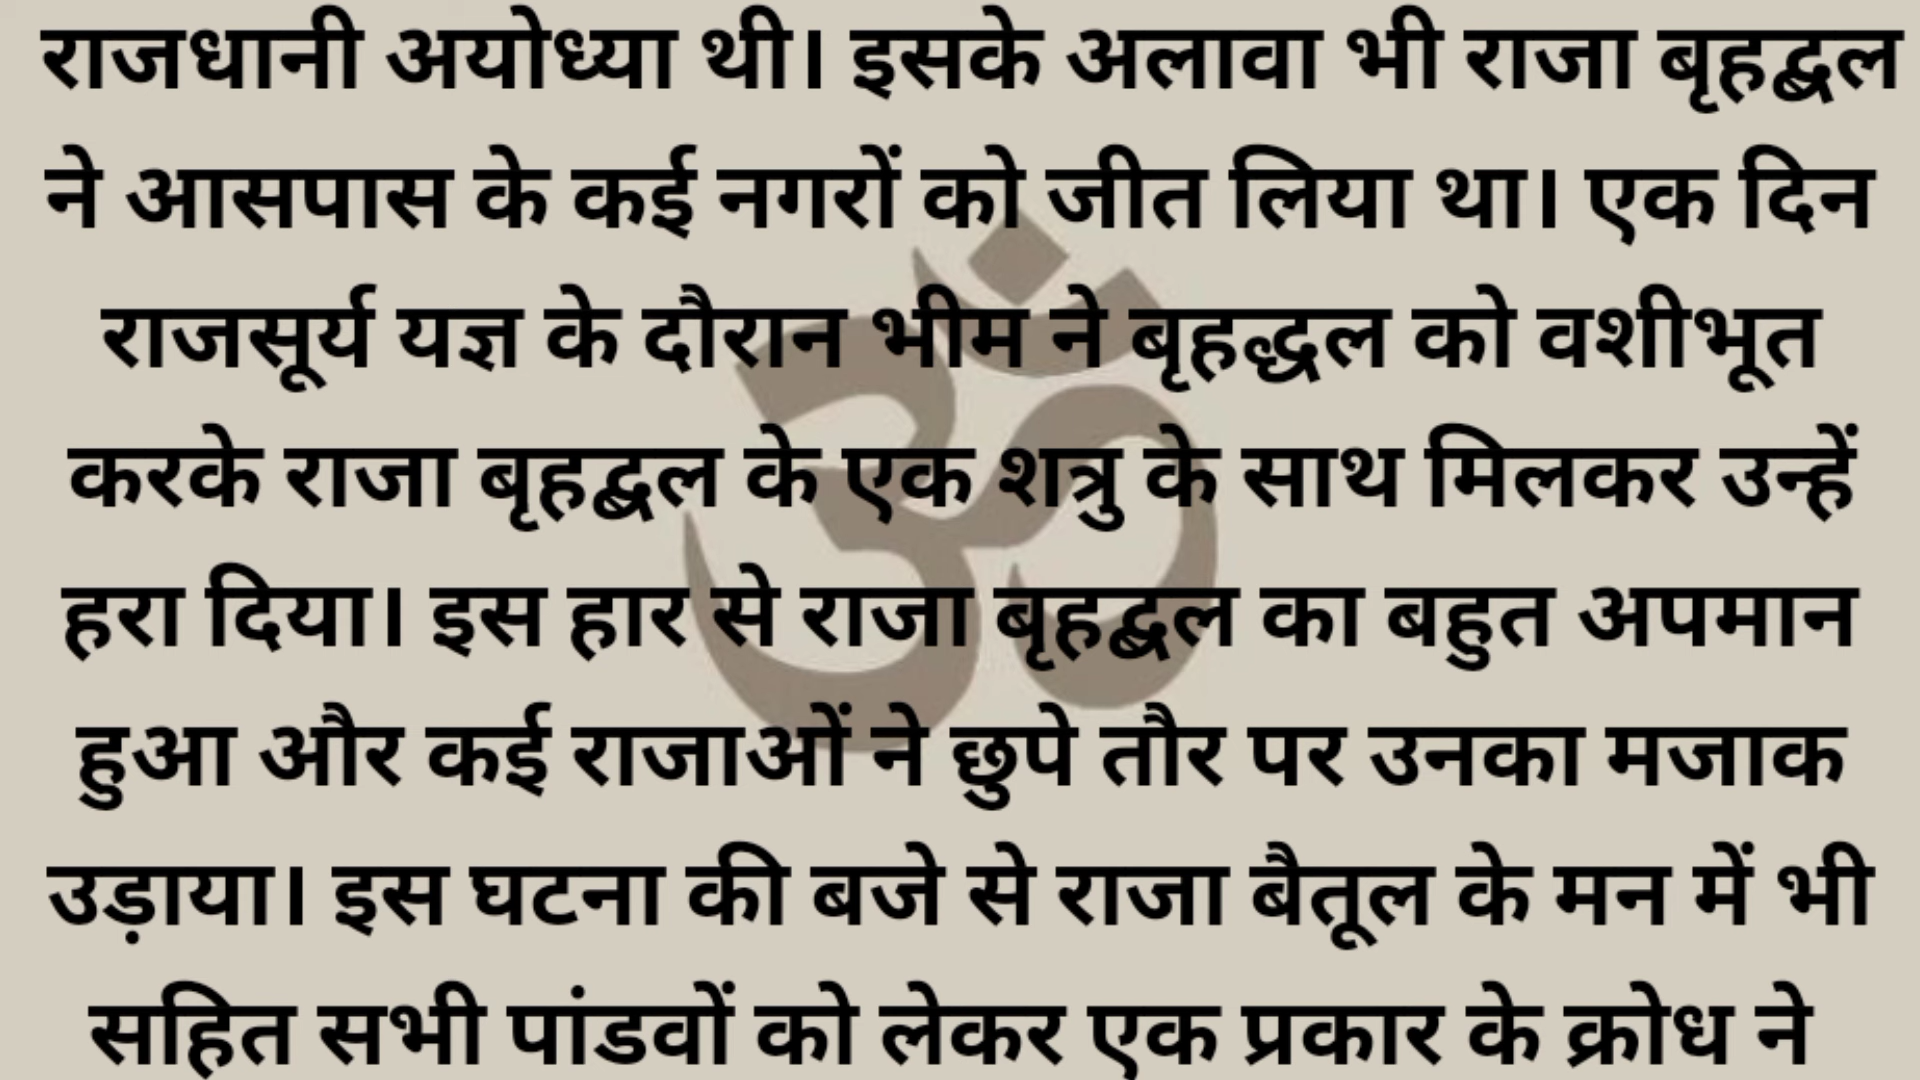 राजधानी अयोध्या थी। इसके अलावा भी राजा बृहद्बल
ने आसपास के कई नगरों को जीत लिया था। एक दिन
राजसूर्य यज्ञ के दौरान भीम ने बृहद्धल को वशीभूत
करके राजा बृहद्बल के एक शत्रु के साथ मिलकर उन्हें
हरा दिया। इस हार से राजा बृहद्बल का बहुत अपमान
हुआ और कई राजाओं ने छुपे तौर पर उनका मजाक
उड़ाया। इस घटना की बजे से राजा बैतूल के मन में भी
सहित सभी पांडवों को लेकर एक प्रकार के क्रोध ने
ॐ